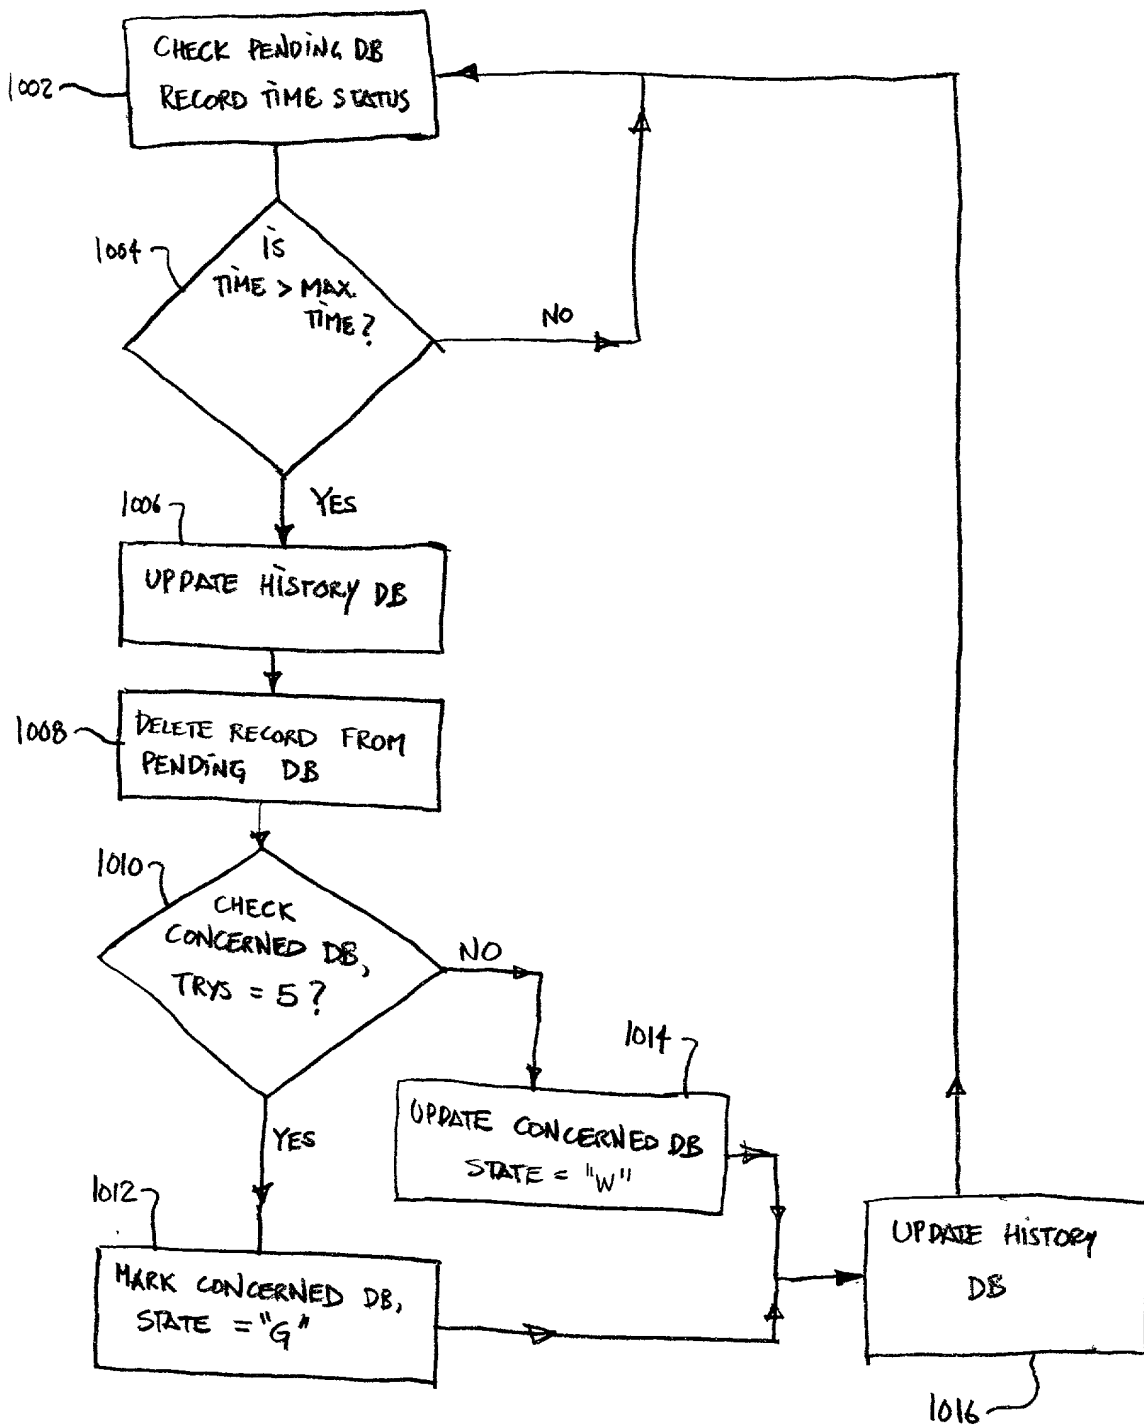 CHECK PENDING DB
RECORD TIME STATUS
1002
1004
IS
TIME > MAX.
TIME?
NO
YES
1006
UPDATE HISTORY DB
1008
DELETE RECORD FROM
PENDING DB
1010
CHECK
CONCERNED DB,
TRYS = 5?
NO
YES
1014
UPDATE CONCERNED DB
STATE = "W"
1012
MARK CONCERNED DB,
STATE = "G"
UPDATE HISTORY
DB
1016